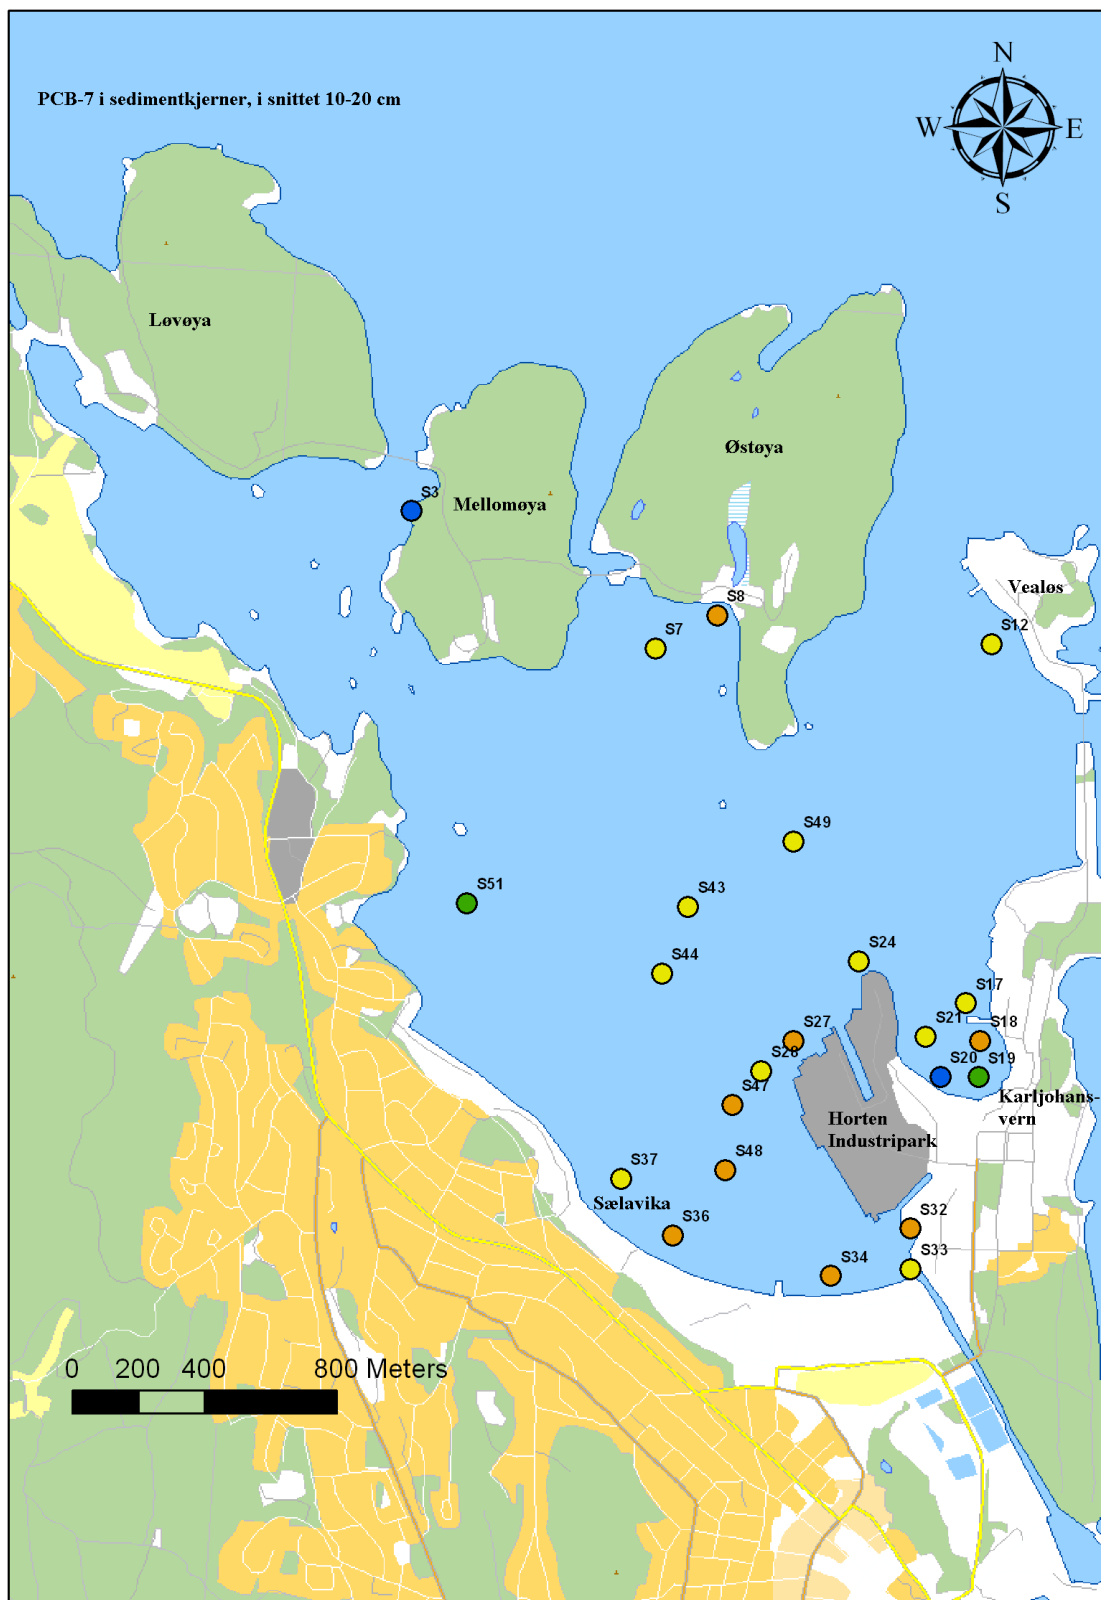 N
PCB-7 i sedimentkjerner, i snittet 10-20 cm
W
E
S
Løvøya
Østøya
S3
Mellomøya
Vealøs
S8
S12
S7
S49
S51
S43
S24
S44
S17
S21
S27
S18
S28
S20
S19
S47
Karljohans-
vern
Horten
Industripark
S48
S37
Sælavika
S36
S32
S33
S34
0 200 400 800 Meters